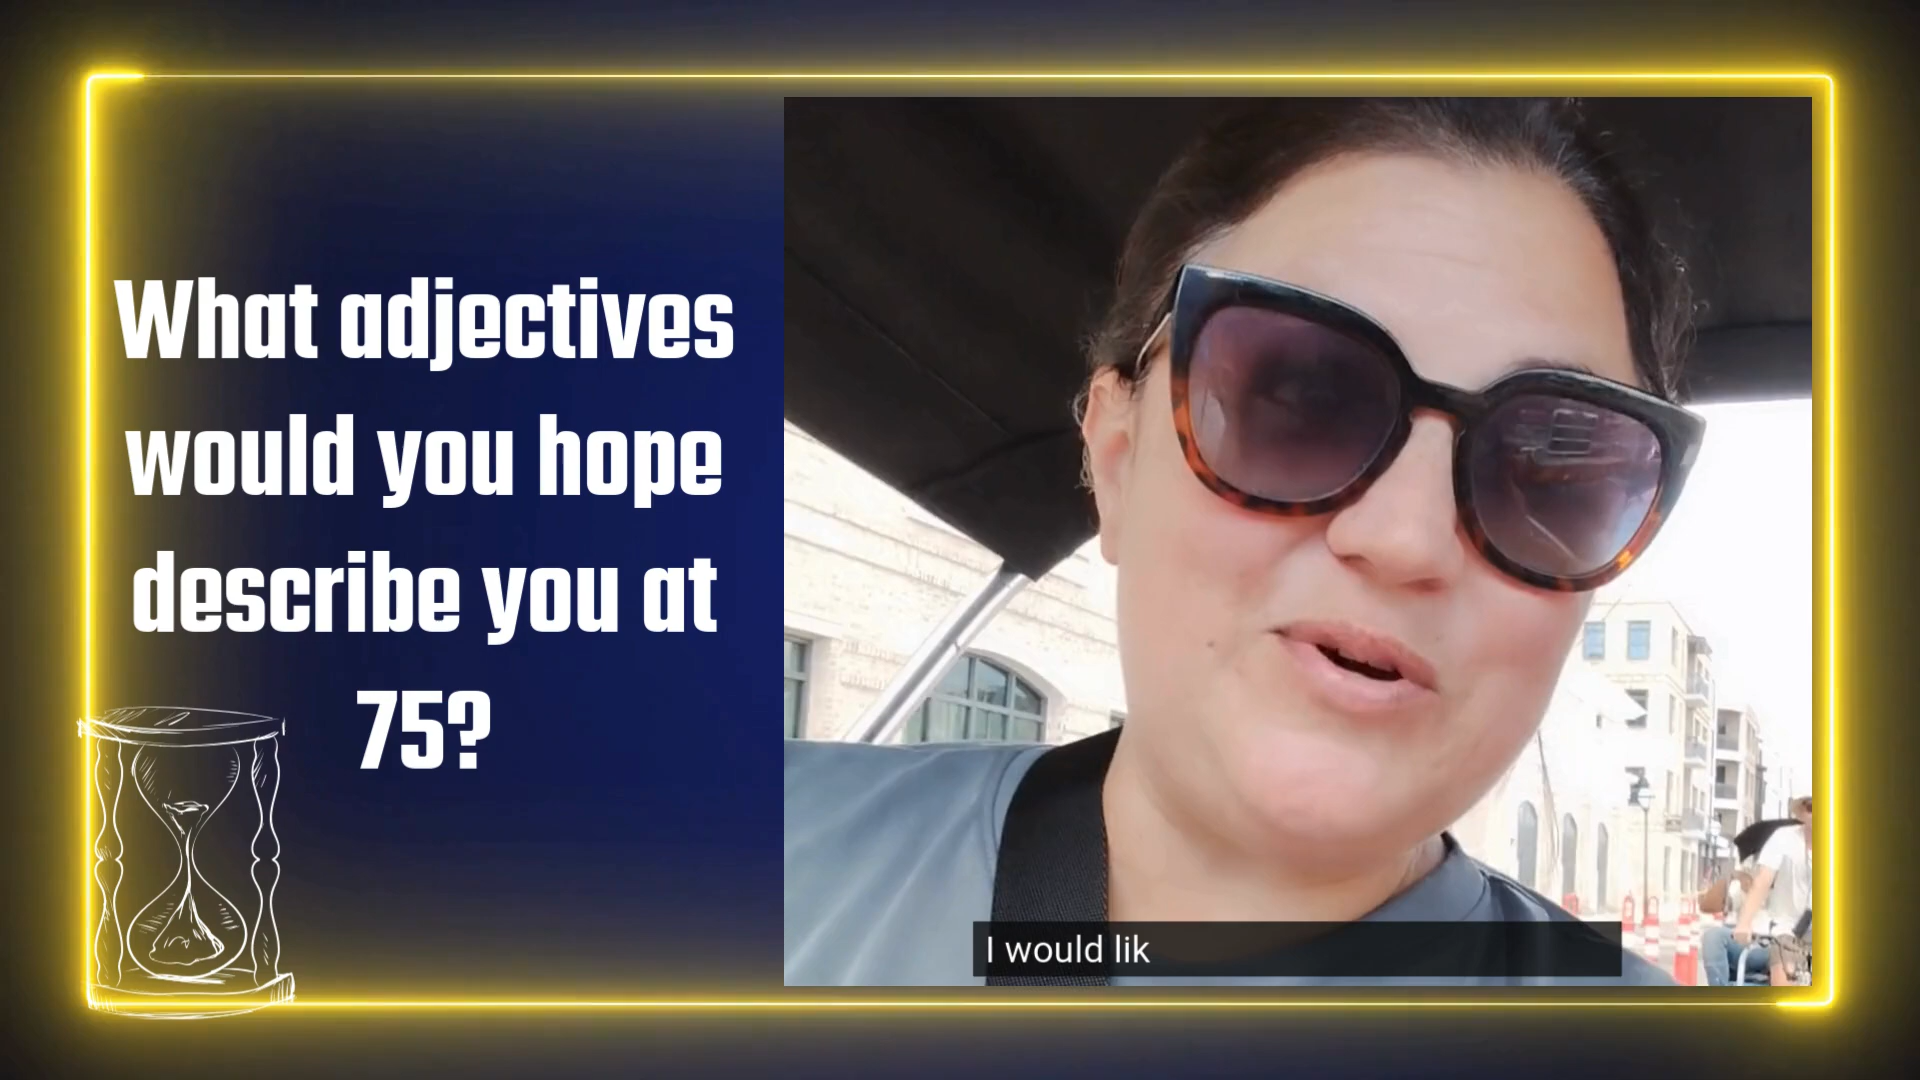 What adjectives
would you hope
describe you at
75?
I would lik